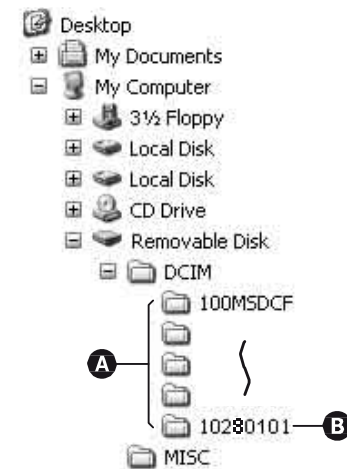 Desktop
My Documents
My Computer
3½ Floppy
Local Disk
Local Disk
CD Drive
Removable Disk
DCIM
100MSDCF
A
10280101
B
MISC